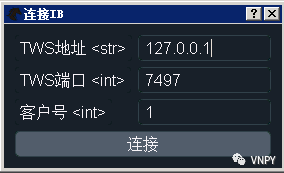 连接IB
TWS地址 <str> 127.0.0.1
TWS端口 <int> 7497
客户号 <int> 1
连接
VNPY